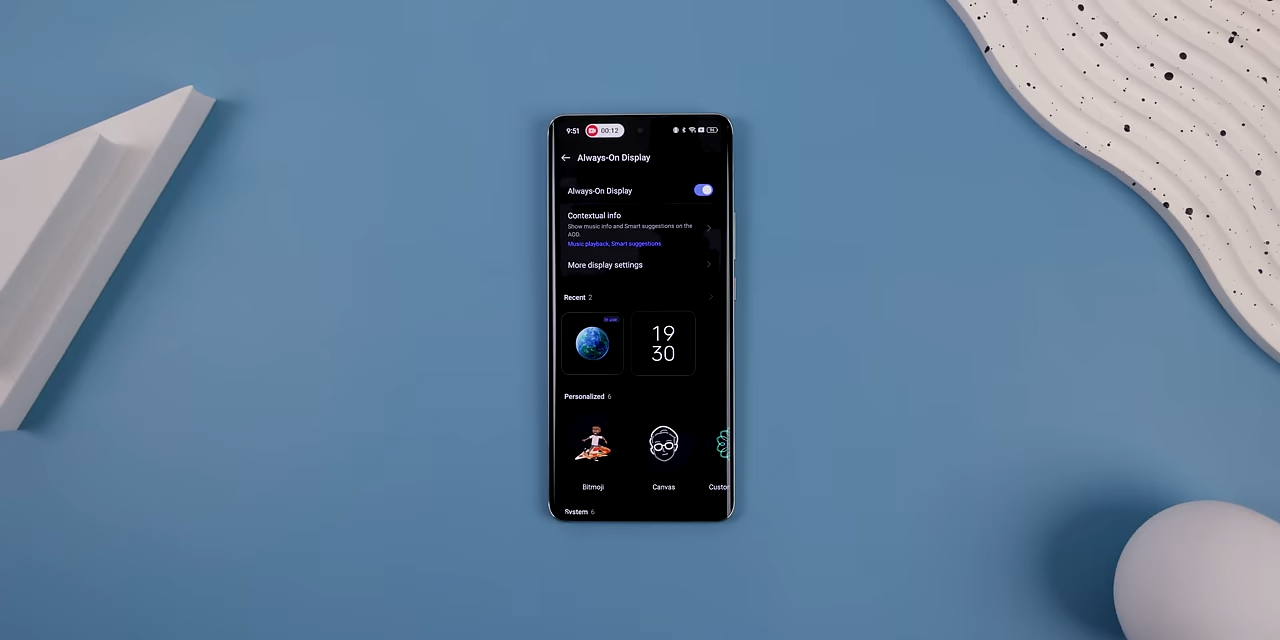 9:51 00:12
Always-On Display
Always-On Display
Contextual info
Show music info and Smart suggestions on the
AOD.
Music playback, Smart suggestions
More display settings
Recent 2
19
30
Personalized 6
Bitmoji
Canvas
Custor
System 6